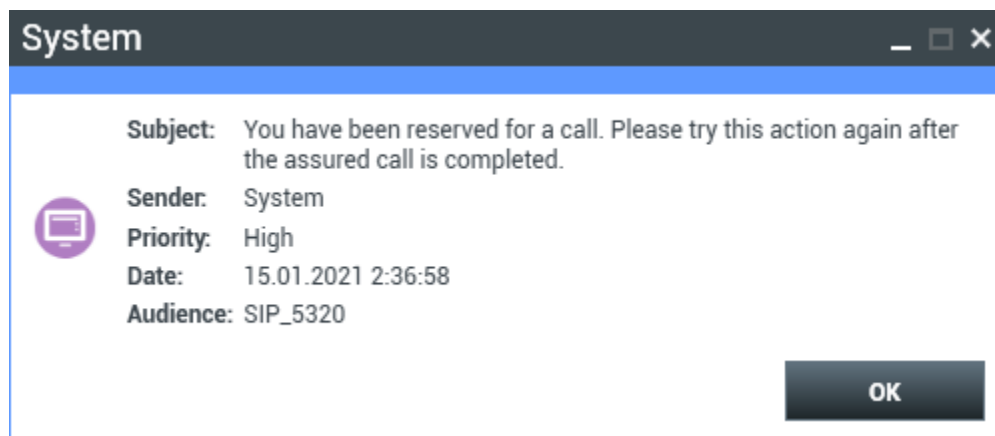 System
Subject: You have been reserved for a call. Please try this action again after
the assured call is completed.
Sender: System
Priority: High
Date: 15.01.2021 2:36:58
Audience: SIP_5320
OK